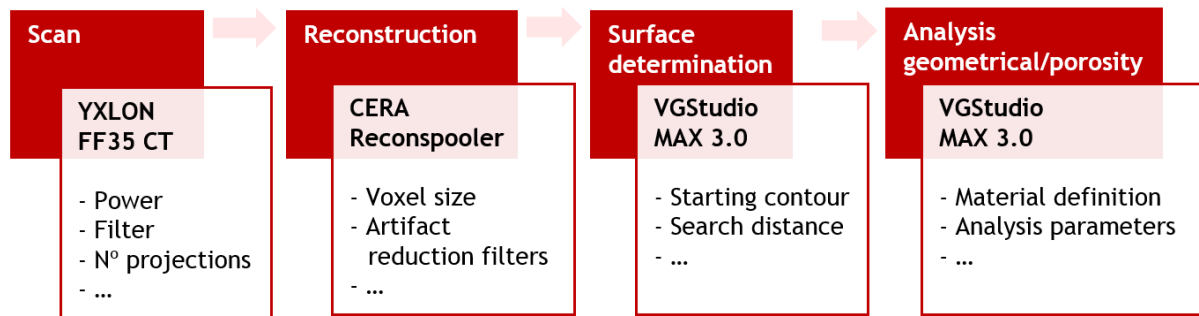 Scan
YXLON
FF35 CT
- Power
- Filter
- Nº projections
- ...
Reconstruction
CERA
Reconspooler
- Voxel size
- Artifact
reduction filters
- ...
Surface
determination
VGStudio
MAX 3.0
- Starting contour
- Search distance
- ...
Analysis
geometrical/porosity
VGStudio
MAX 3.0
- Material definition
- Analysis parameters
- ...